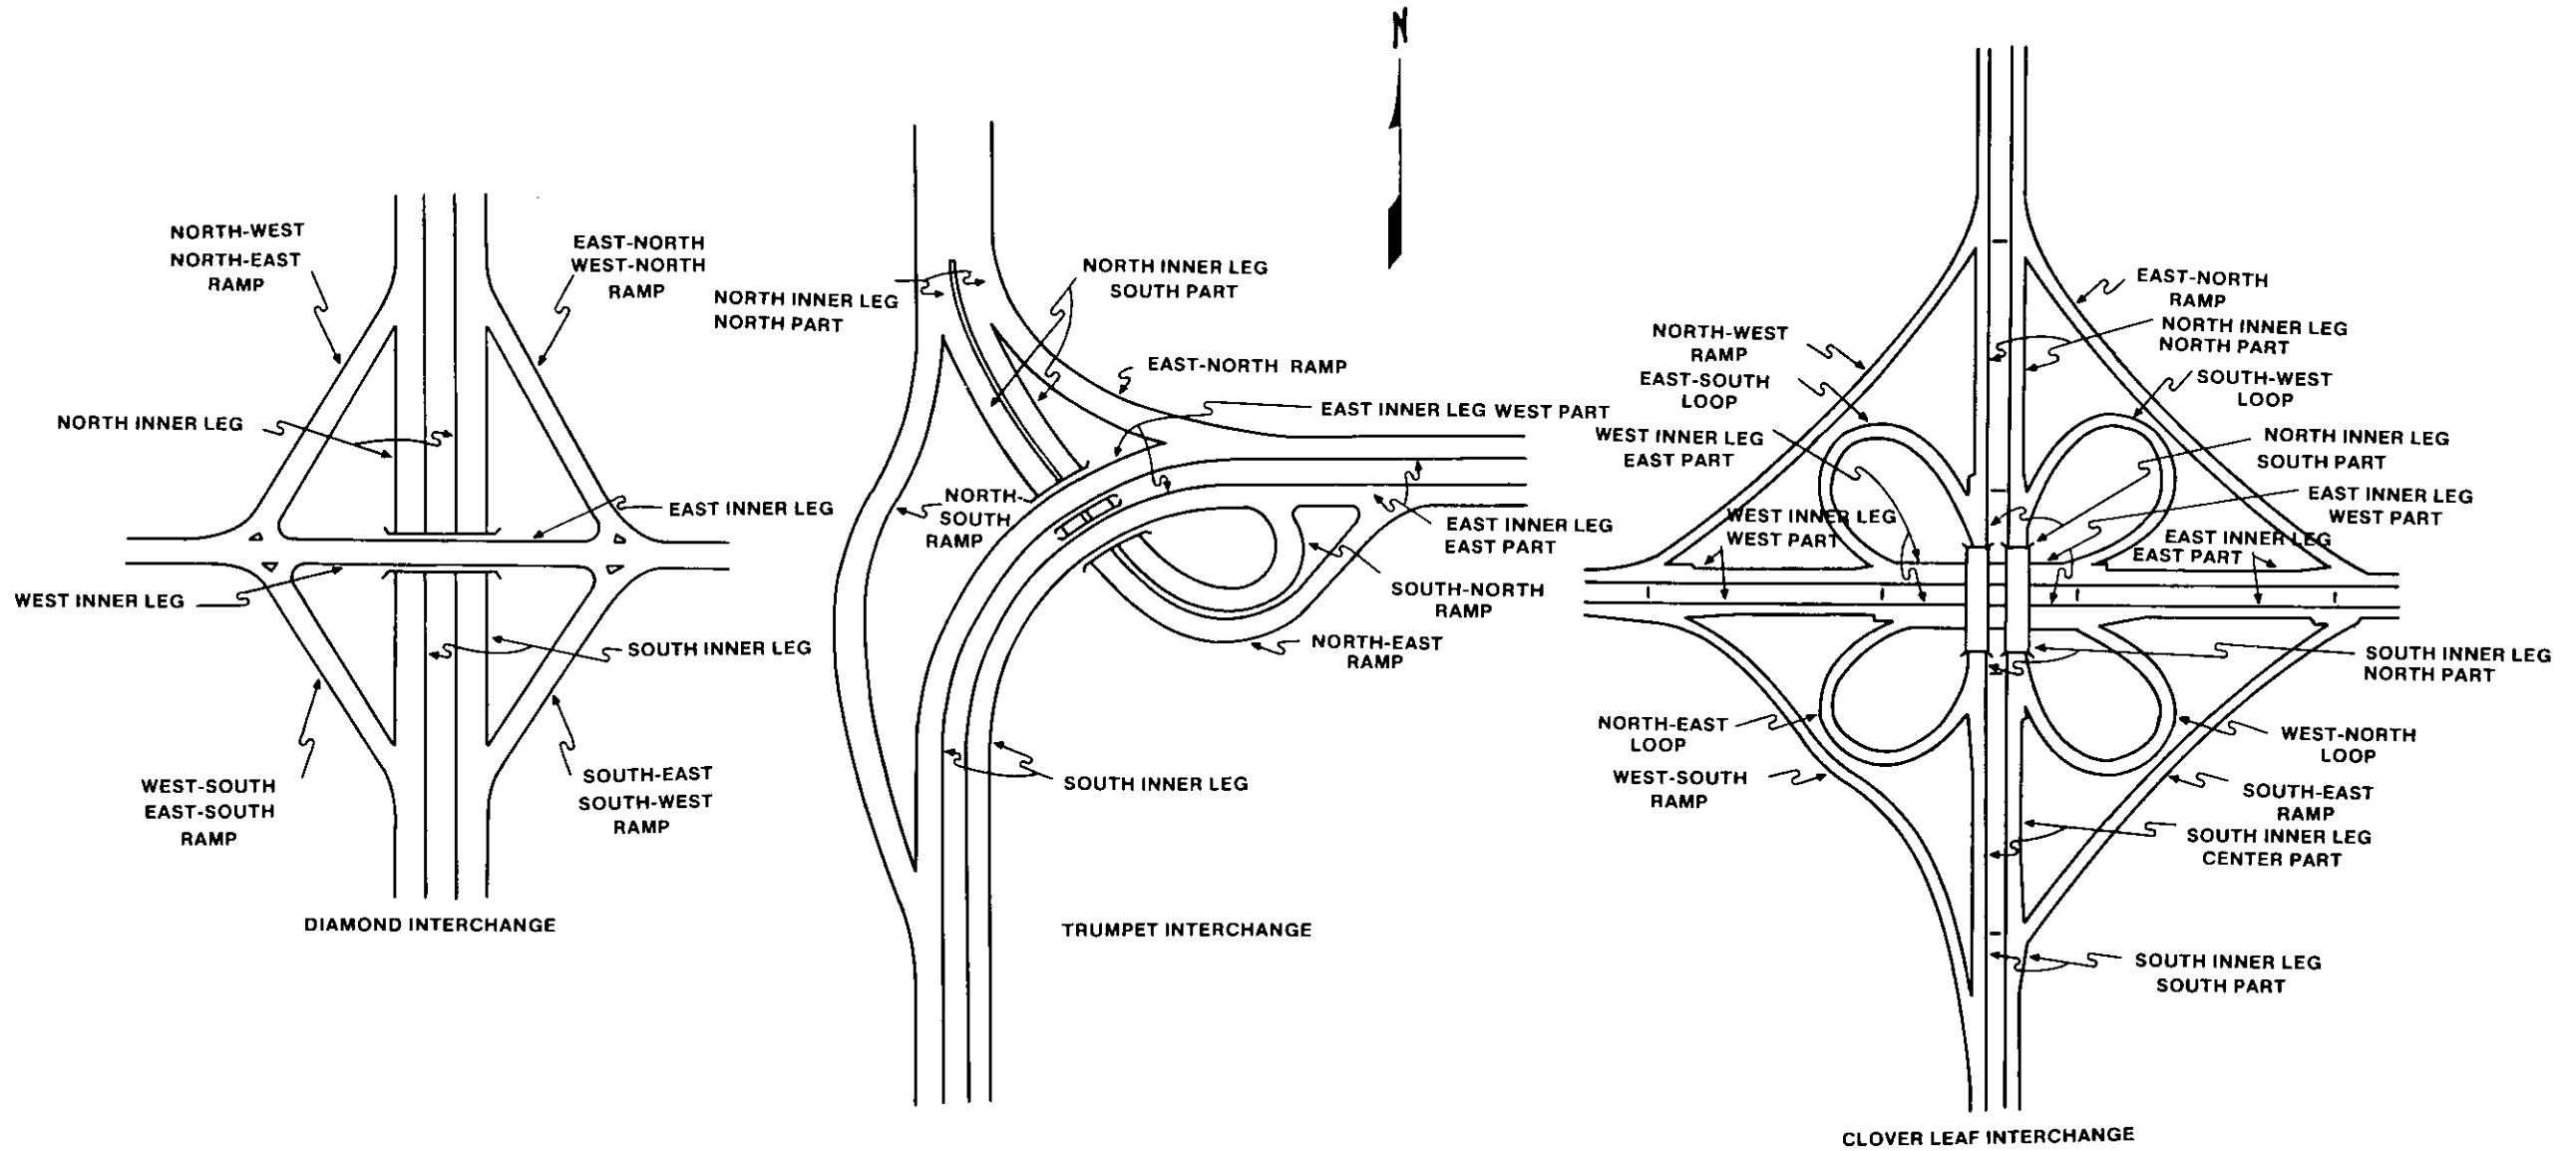 N
NORTH-WEST
NORTH-EAST
RAMP
EAST-NORTH
WEST-NORTH
RAMP
NORTH INNER LEG
EAST INNER LEG
WEST INNER LEG
SOUTH INNER LEG
WEST-SOUTH
EAST-SOUTH
RAMP
SOUTH-EAST
SOUTH-WEST
RAMP
DIAMOND INTERCHANGE
NORTH INNER LEG
NORTH PART
NORTH INNER LEG
SOUTH PART
EAST-NORTH RAMP
EAST INNER LEG WEST PART
NORTH-
SOUTH
RAMP
EAST INNER LEG
EAST PART
SOUTH-NORTH
RAMP
NORTH-EAST
RAMP
SOUTH INNER LEG
TRUMPET INTERCHANGE
EAST-NORTH
RAMP
NORTH INNER LEG
NORTH PART
NORTH-WEST
RAMP
EAST-SOUTH
LOOP
SOUTH-WEST
LOOP
WEST INNER LEG
EAST PART
NORTH INNER LEG
SOUTH PART
EAST INNER LEG
WEST PART
WEST INNER LEG
WEST PART
EAST INNER LEG
EAST PART
SOUTH INNER LEG
NORTH PART
NORTH-EAST
LOOP
WEST-SOUTH
RAMP
WEST-NORTH
LOOP
SOUTH-EAST
RAMP
SOUTH INNER LEG
CENTER PART
SOUTH INNER LEG
SOUTH PART
CLOVER LEAF INTERCHANGE